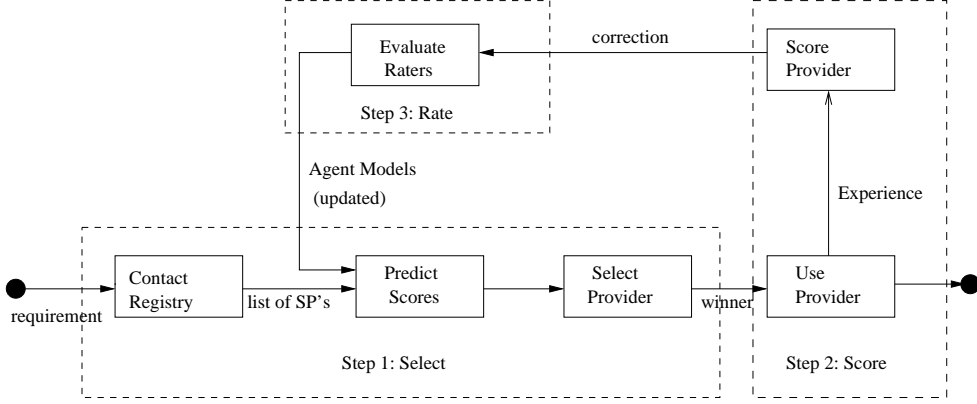 Evaluate
Raters
correction
Score
Provider
Step 3: Rate
Agent Models
(updated)
Experience
Contact
Registry
Predict
Scores
Select
Provider
Use
Provider
requirement
list of SP's
winner
Step 1: Select
Step 2: Score